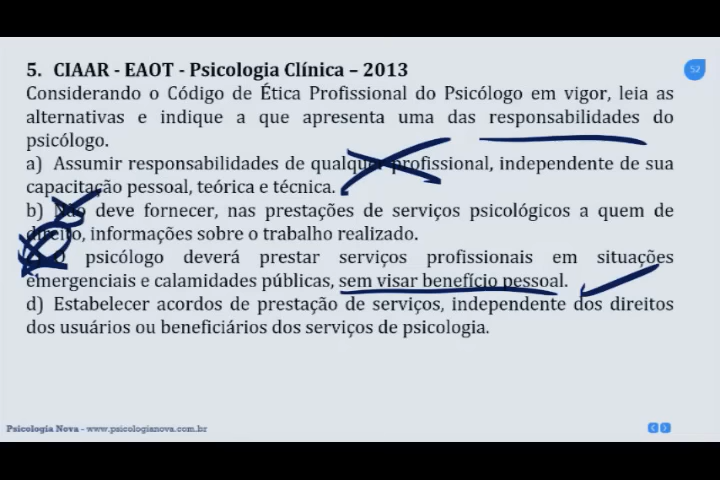 52
5. CIAAR - EAOT - Psicologia Clínica – 2013
Considerando o Código de Ética Profissional do Psicólogo em vigor, leia as
alternativas e indique a que apresenta uma das responsabilidades do
psicólogo.
a) Assumir responsabilidades de qualquer profissional, independente de sua
capacitação pessoal, teórica e técnica.
b) Não deve fornecer, nas prestações de serviços psicológicos a quem de
direito, informações sobre o trabalho realizado.
O psicólogo deverá prestar serviços profissionais em situações
emergenciais e calamidades públicas, sem visar benefício pessoal.
d) Estabelecer acordos de prestação de serviços, independente dos direitos
dos usuários ou beneficiários dos serviços de psicologia.
Psicologia Nova - www.psicologianova.com.br